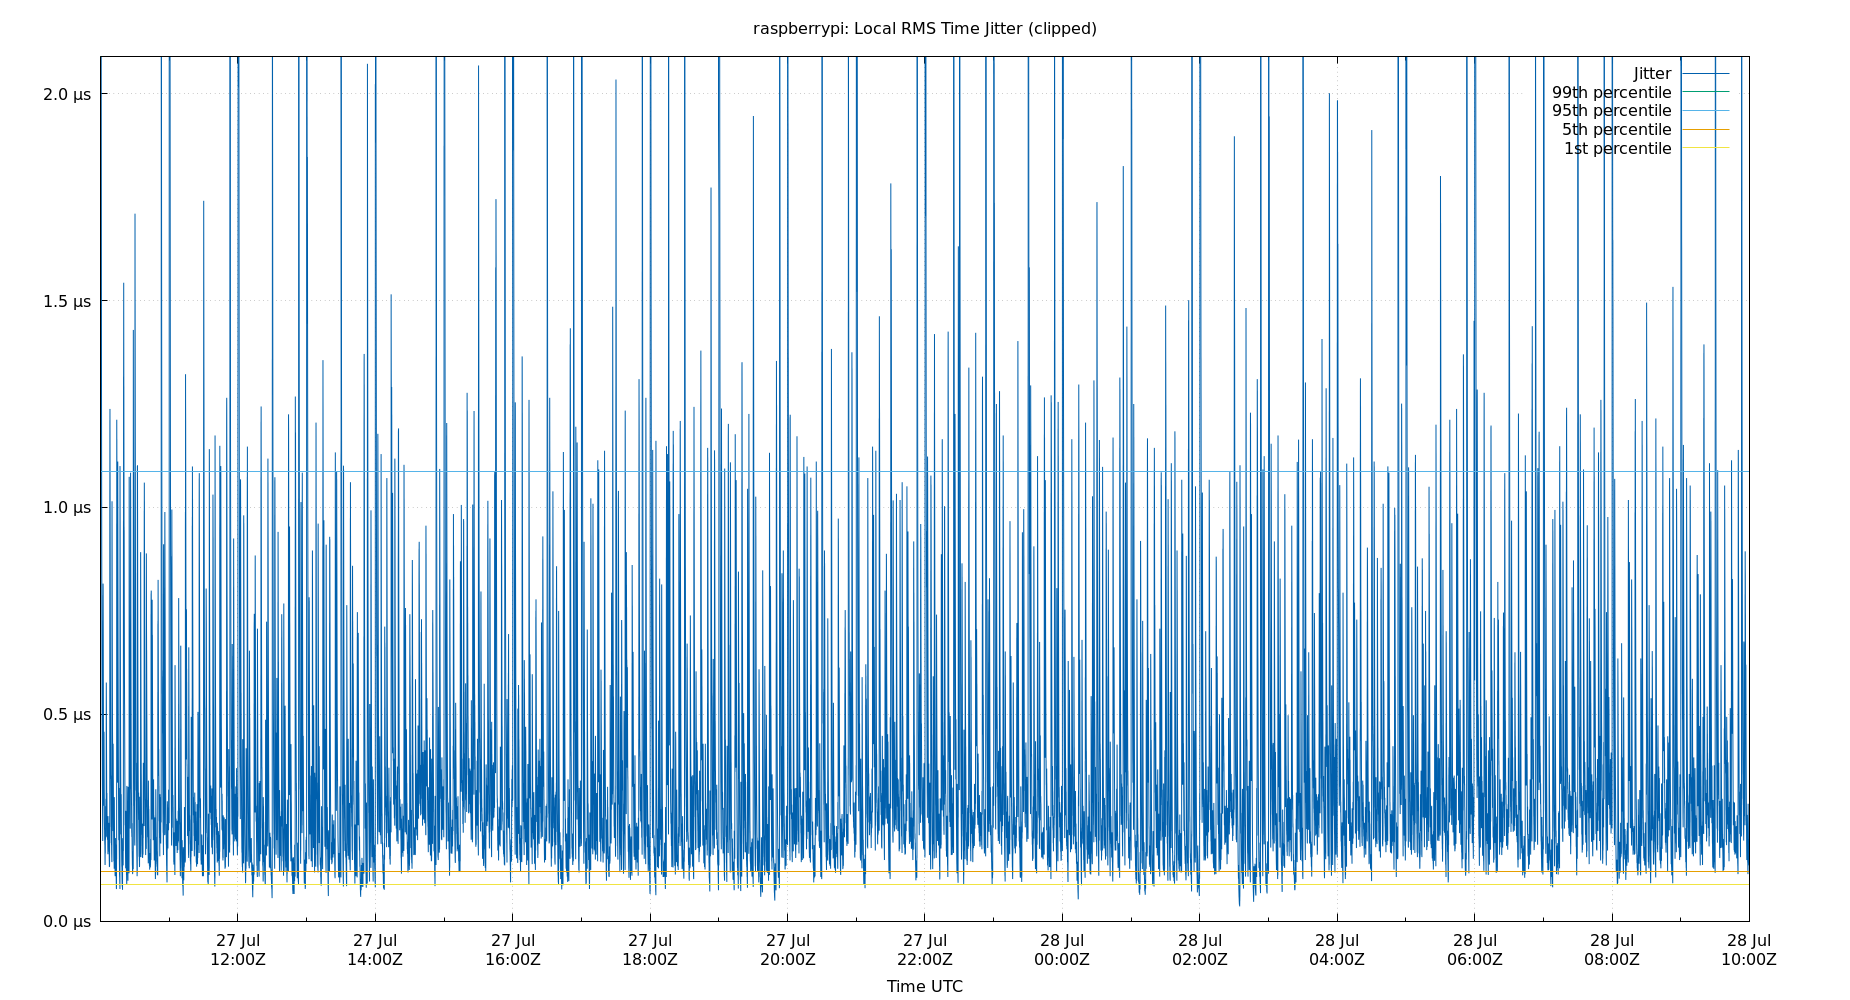 raspberrypi: Local RMS Time Jitter (clipped)
Jitter
99th percentile
95th percentile
5th percentile
1st percentile
2.0 µs
1.5 µs
1.0 µs
0.5 µs
0.0 µs
27 Jul 27 Jul 27 Jul 27 Jul 27 Jul 27 Jul 28 Jul 28 Jul 28 Jul 28 Jul 28 Jul 28 Jul
12:00Z 14:00Z 16:00Z 18:00Z 20:00Z 22:00Z 00:00Z 02:00Z 04:00Z 06:00Z 08:00Z 10:00Z
Time UTC